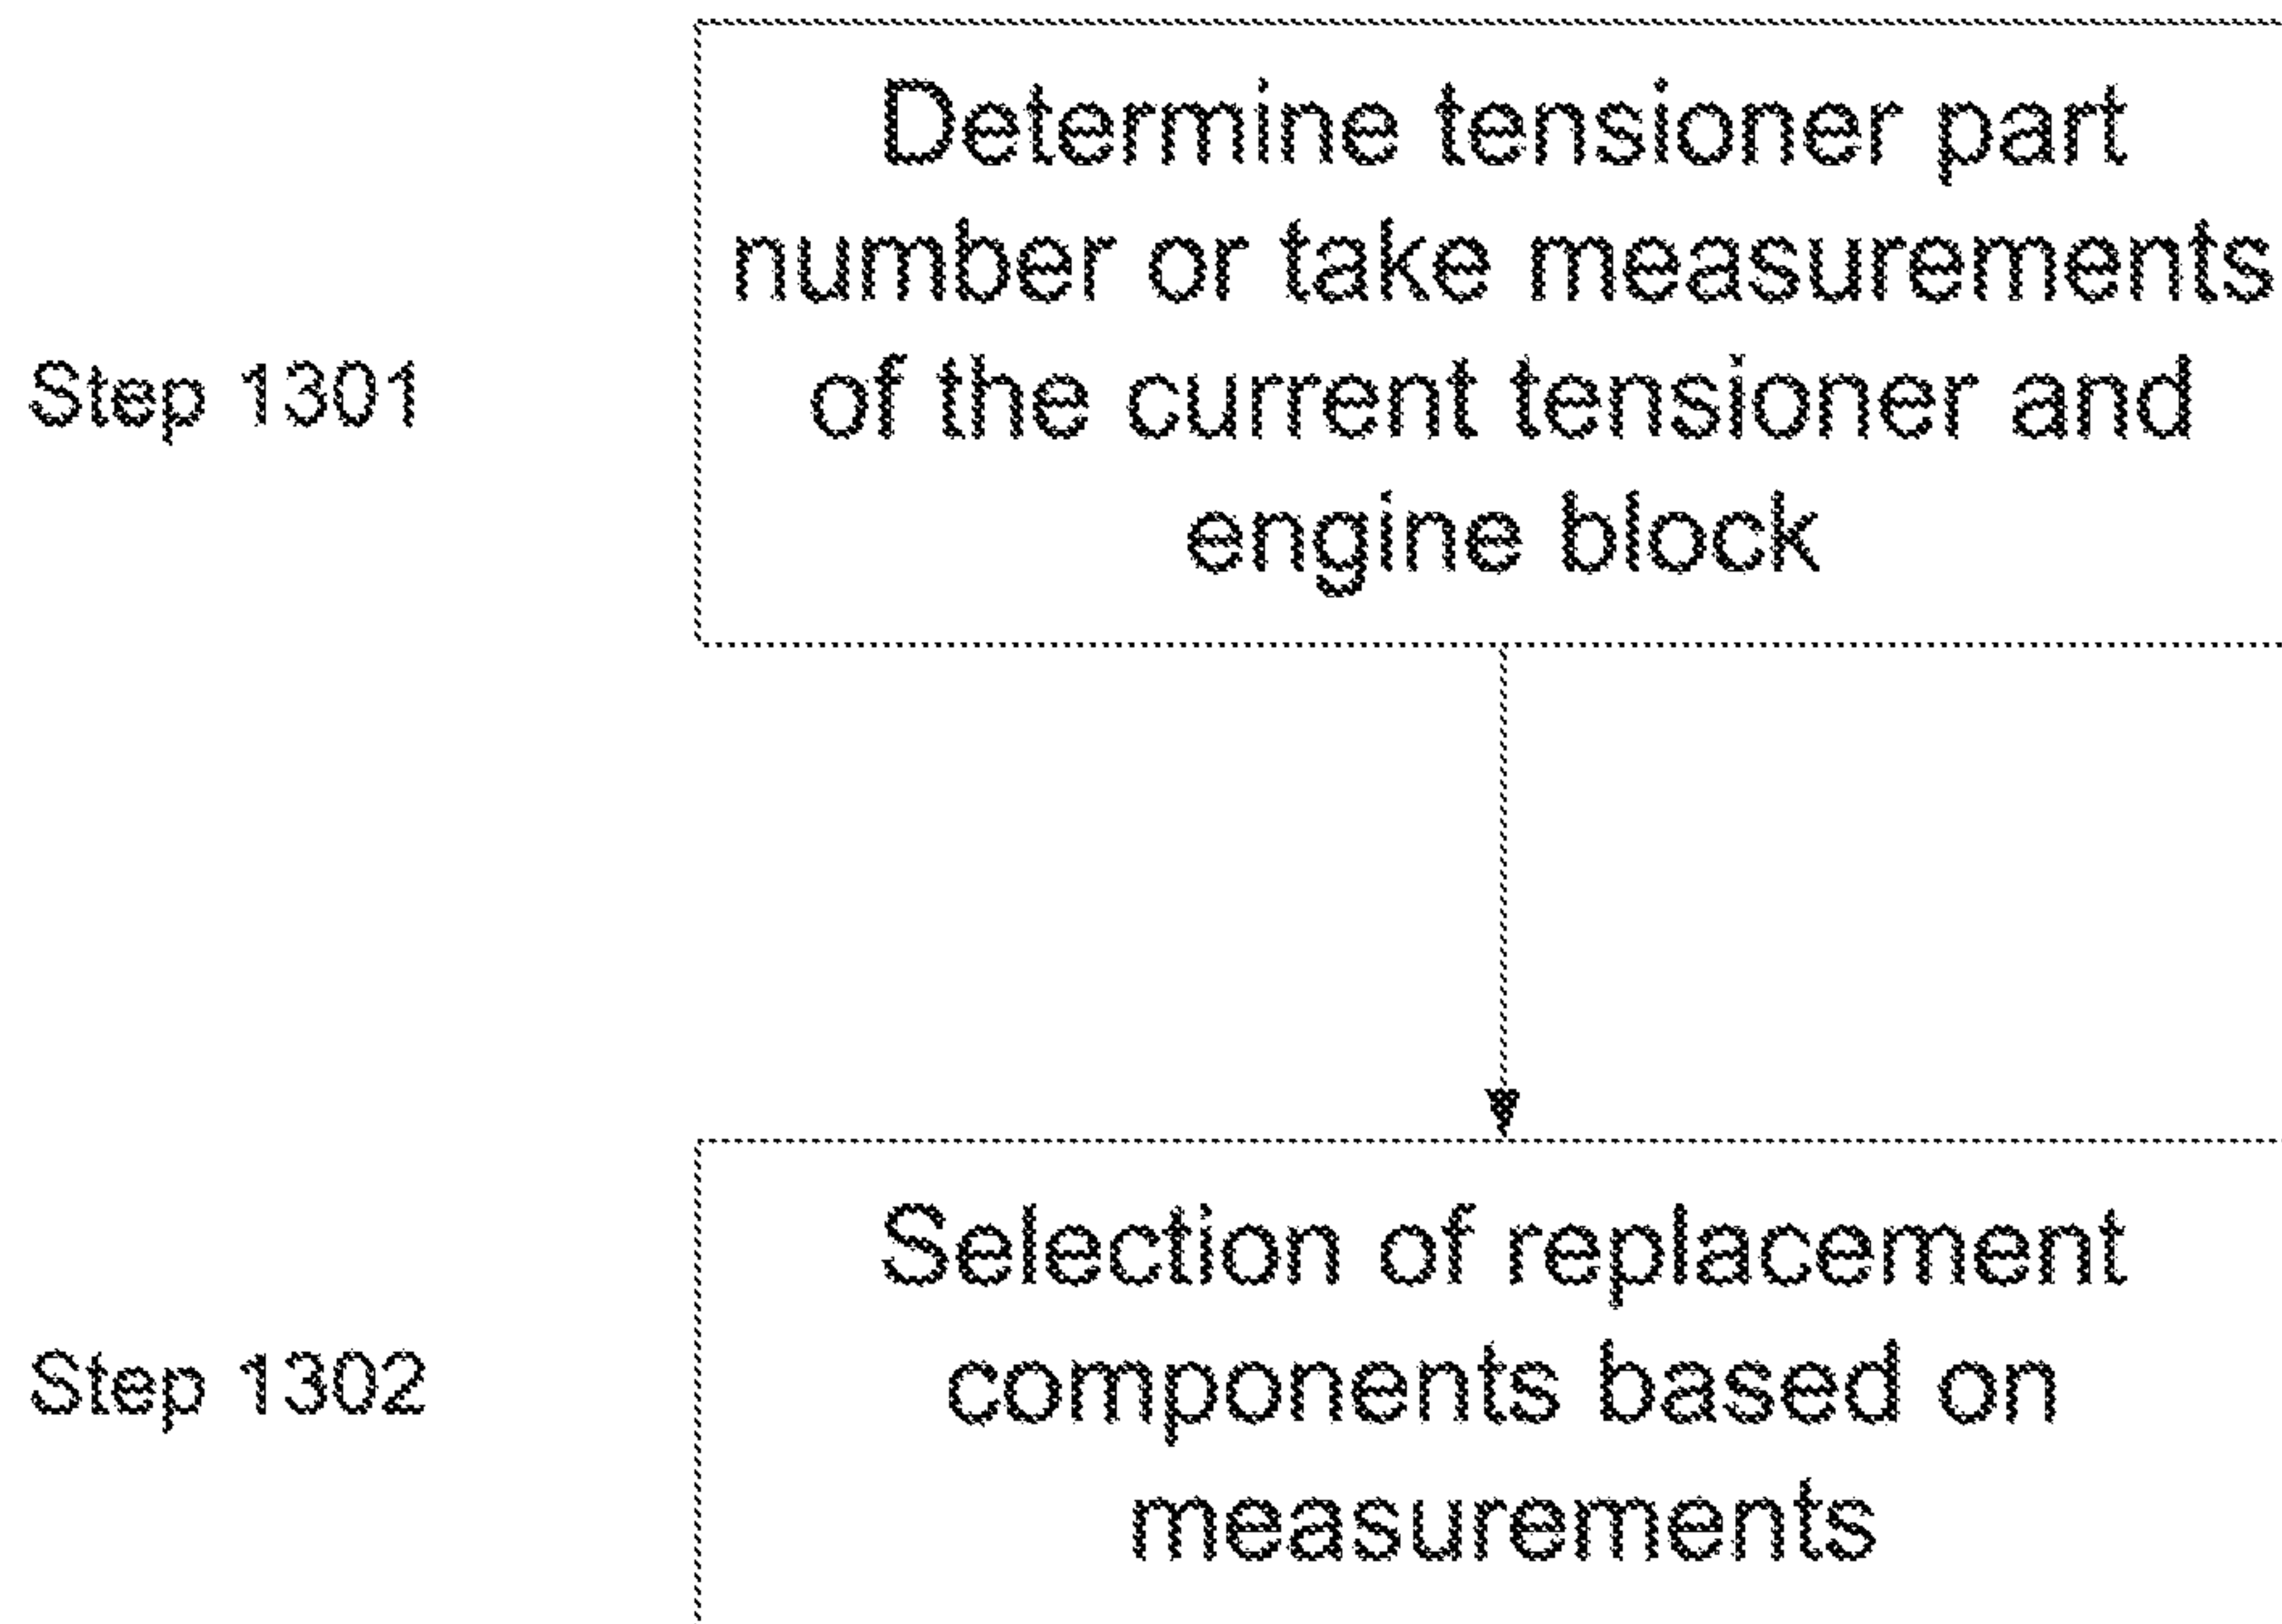 Determine tensioner part
number or take measurements
of the current tensioner and
engine block
Step 1301
Selection of replacement
components based on
measurements
Step 1302